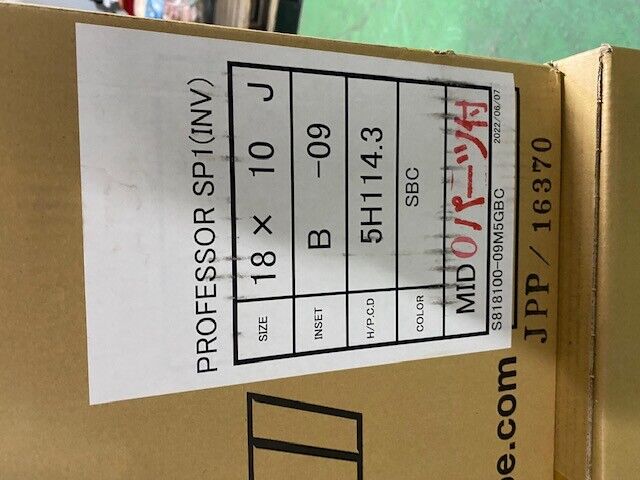 PROFESSOR SP1(INV)
SIZE 18 × 10 J
INSET B -09
H/P.C.D 5H114.3
COLOR SBC
MID 0パーツ付
S818100-09M5GBC 2022/06/07
JPP/16370
e.com